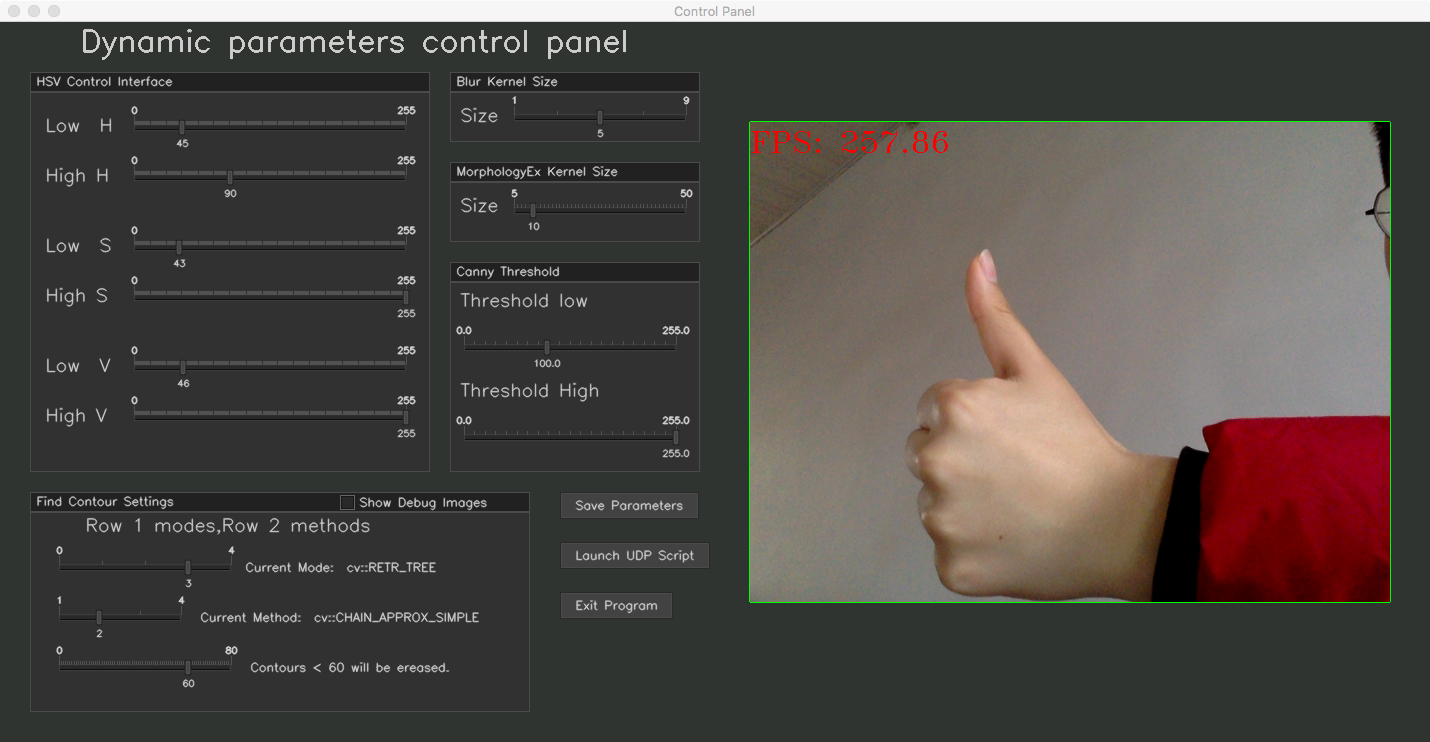 Control Panel
Dynamic parameters control panel
HSV Control Interface
0 255
Low H
45
0 255
High H
90
0 255
Low S
43
0 255
High S
255
0 255
Low V
46
0 255
High V
255
Blur Kernel Size
1 9
Size
5
MorphologyEx Kernel Size
5 50
Size
10
Canny Threshold
Threshold low
0.0 255.0
100.0
Threshold High
0.0 255.0
255.0
Find Contour Settings Show Debug Images
Row 1 modes,Row 2 methods
0 4
Current Mode: cv::RETR_TREE
3
1 4
Current Method: cv::CHAIN_APPROX_SIMPLE
2
0 80
Contours < 60 will be ereased.
60
Save Parameters
Launch UDP Script
Exit Program
FPS: 257.86